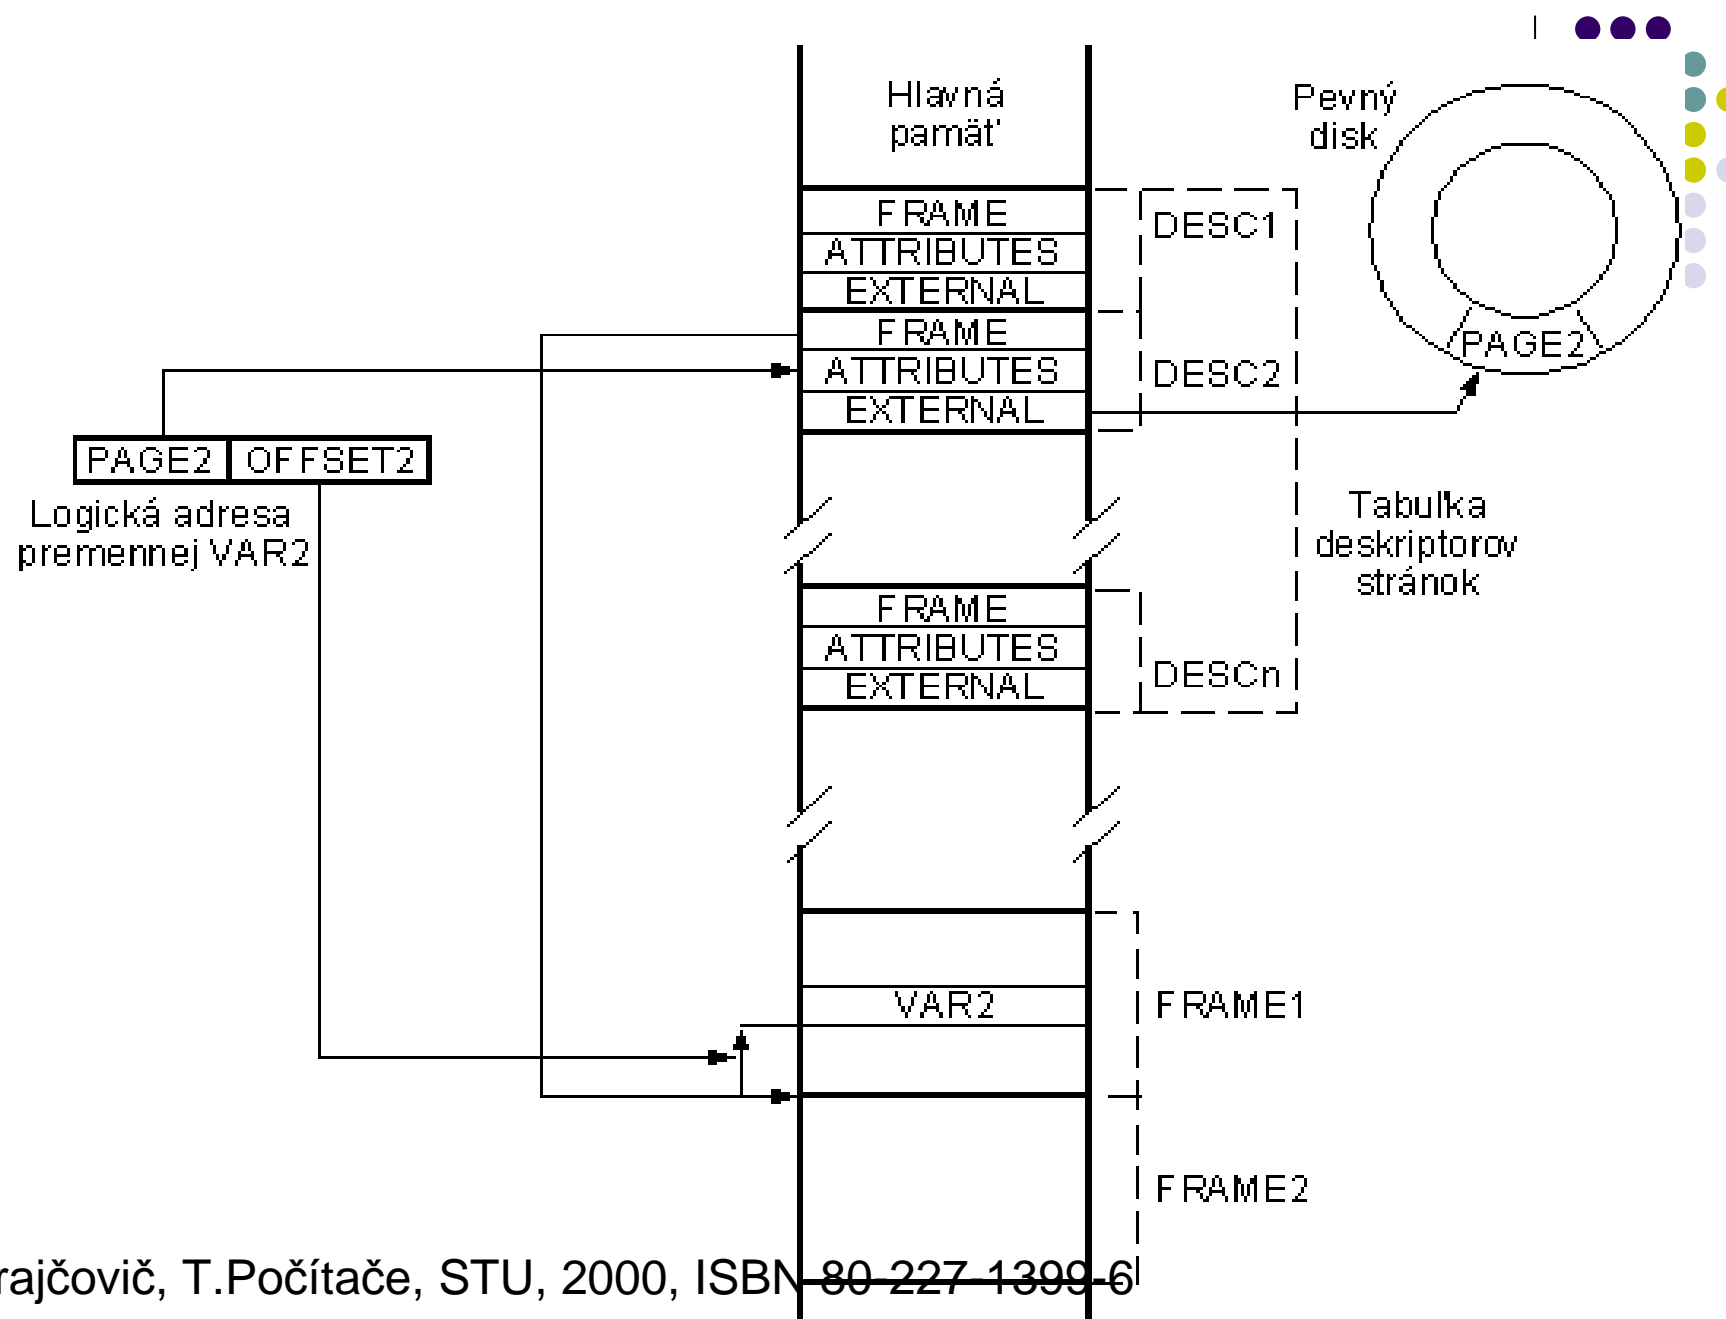 Hlavná
pamäť
Pevný
disk
FRAME
ATTRIBUTES
EXTERNAL
DESC1
FRAME
ATTRIBUTES
EXTERNAL
DESC2
PAGE2
PAGE2 OFFSET2
Logická adresa
premennej VAR2
Tabuľka
deskriptorov
stránok
FRAME
ATTRIBUTES
EXTERNAL
DESCn
VAR2
FRAME1
FRAME2
rajčovič, T.Počítače, STU, 2000, ISBN 80-227-1399-6